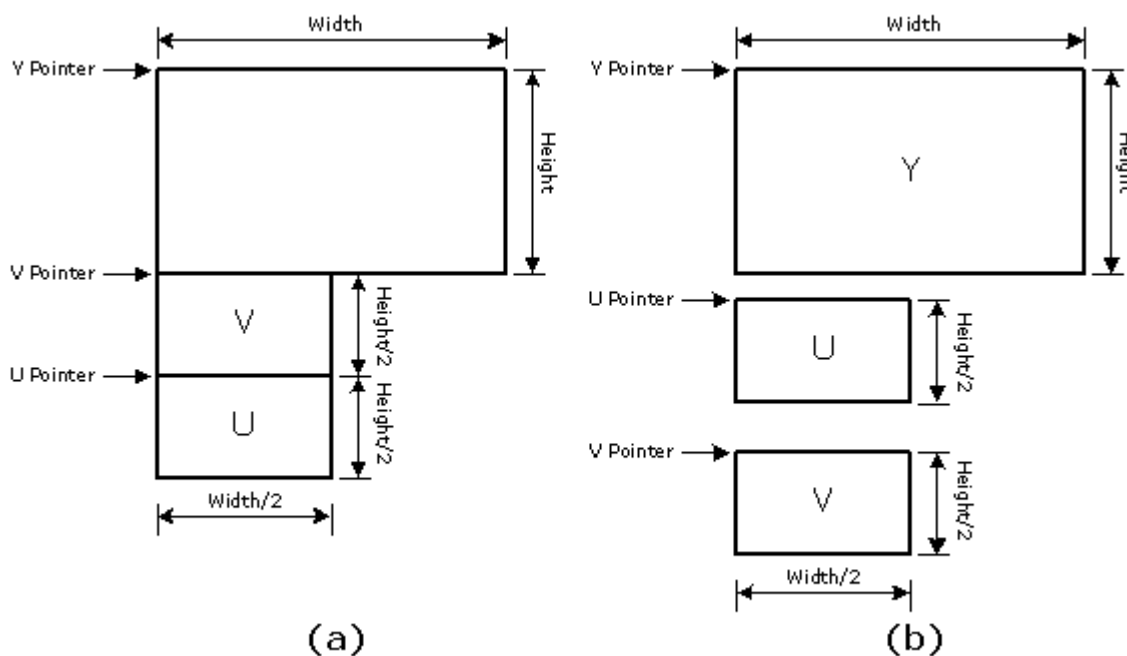 Width
Y Pointer
Height
V Pointer
V
Height/2
U Pointer
U
Height/2
Width/2
(a)
Width
Y Pointer
Y
Height
U Pointer
U
Height/2
V Pointer
V
Height/2
Width/2
(b)